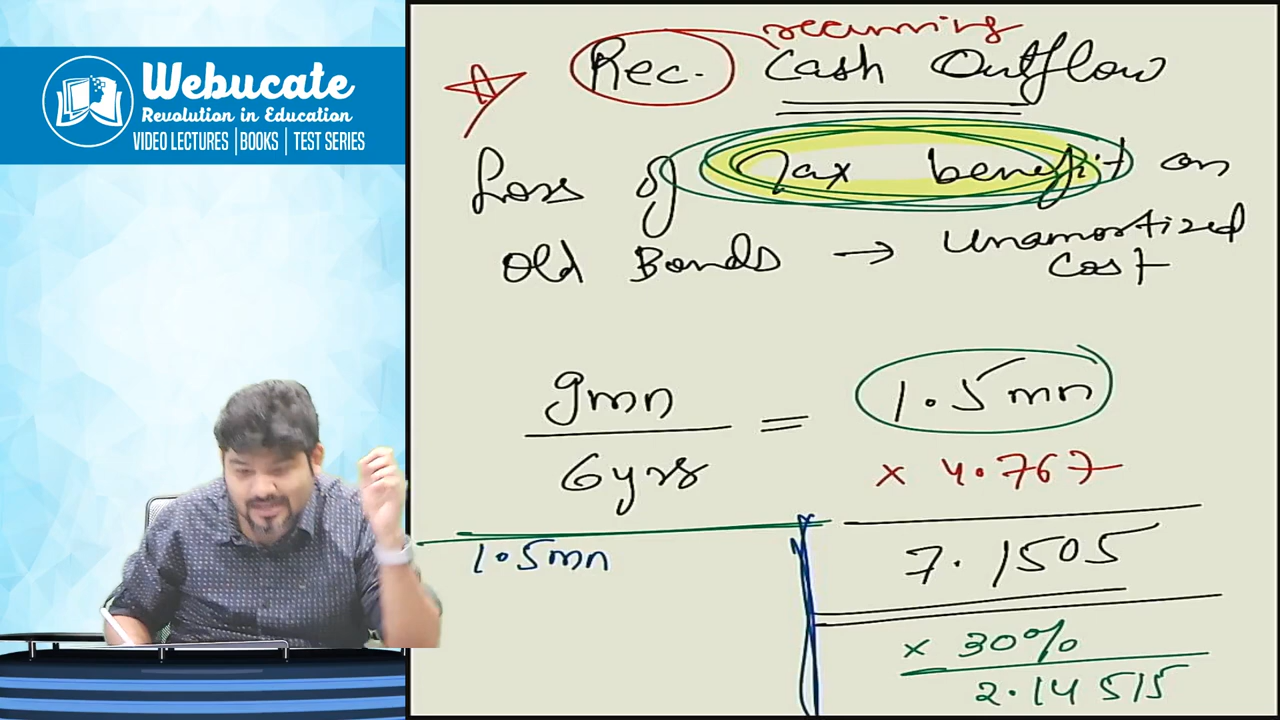 Webucate
Revolution in Education
VIDEO LECTURES | BOOKS | TEST SERIES
recurring
Rec. Cash Outflow
Loss of Tax benefit on
Old Bonds → Unamortized
Cost
9mn
6yrs
= 1.5mn
x 4.767
7.1505
x 30%
2.14515
1.5mn